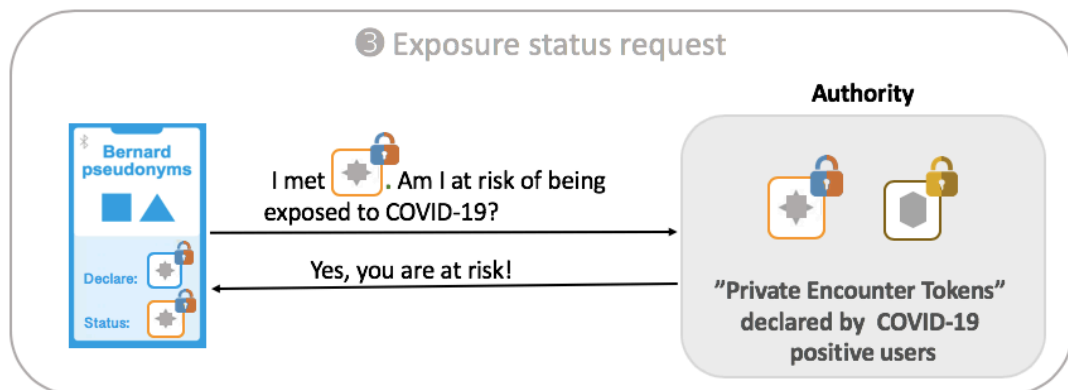 ❸ Exposure status request
Authority
Bernard
pseudonyms
I met . Am I at risk of being
exposed to COVID-19?
Declare:
Yes, you are at risk!
Status:
”Private Encounter Tokens”
declared by COVID-19
positive users